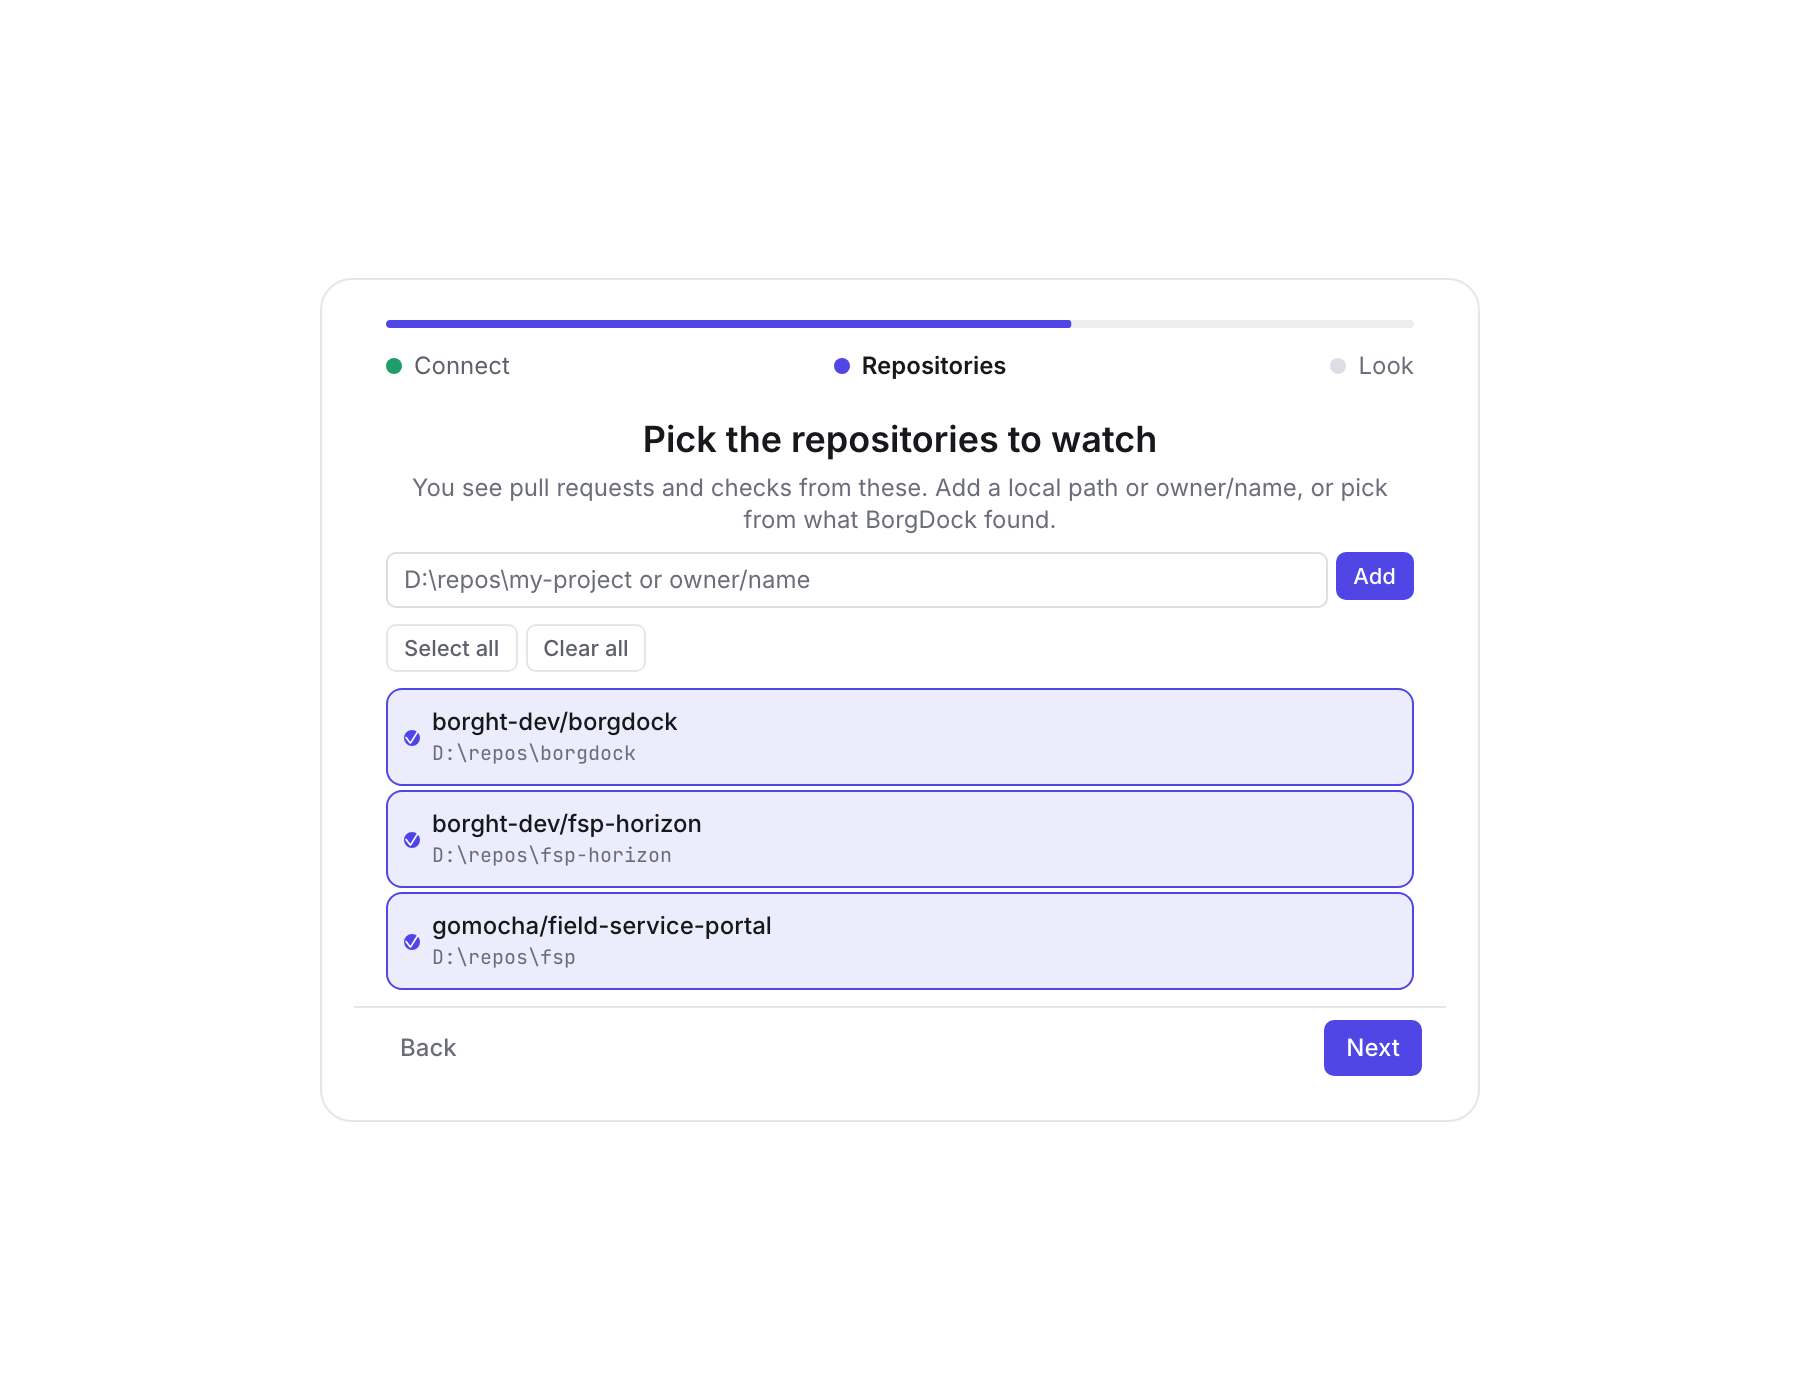 Connect
Repositories
Look
Pick the repositories to watch
You see pull requests and checks from these. Add a local path or owner/name, or pick
from what BorgDock found.
D:\repos\my-project or owner/name
Add
Select all
Clear all
borght-dev/borgdock
D:\repos\borgdock
borght-dev/fsp-horizon
D:\repos\fsp-horizon
gomocha/field-service-portal
D:\repos\fsp
Back
Next